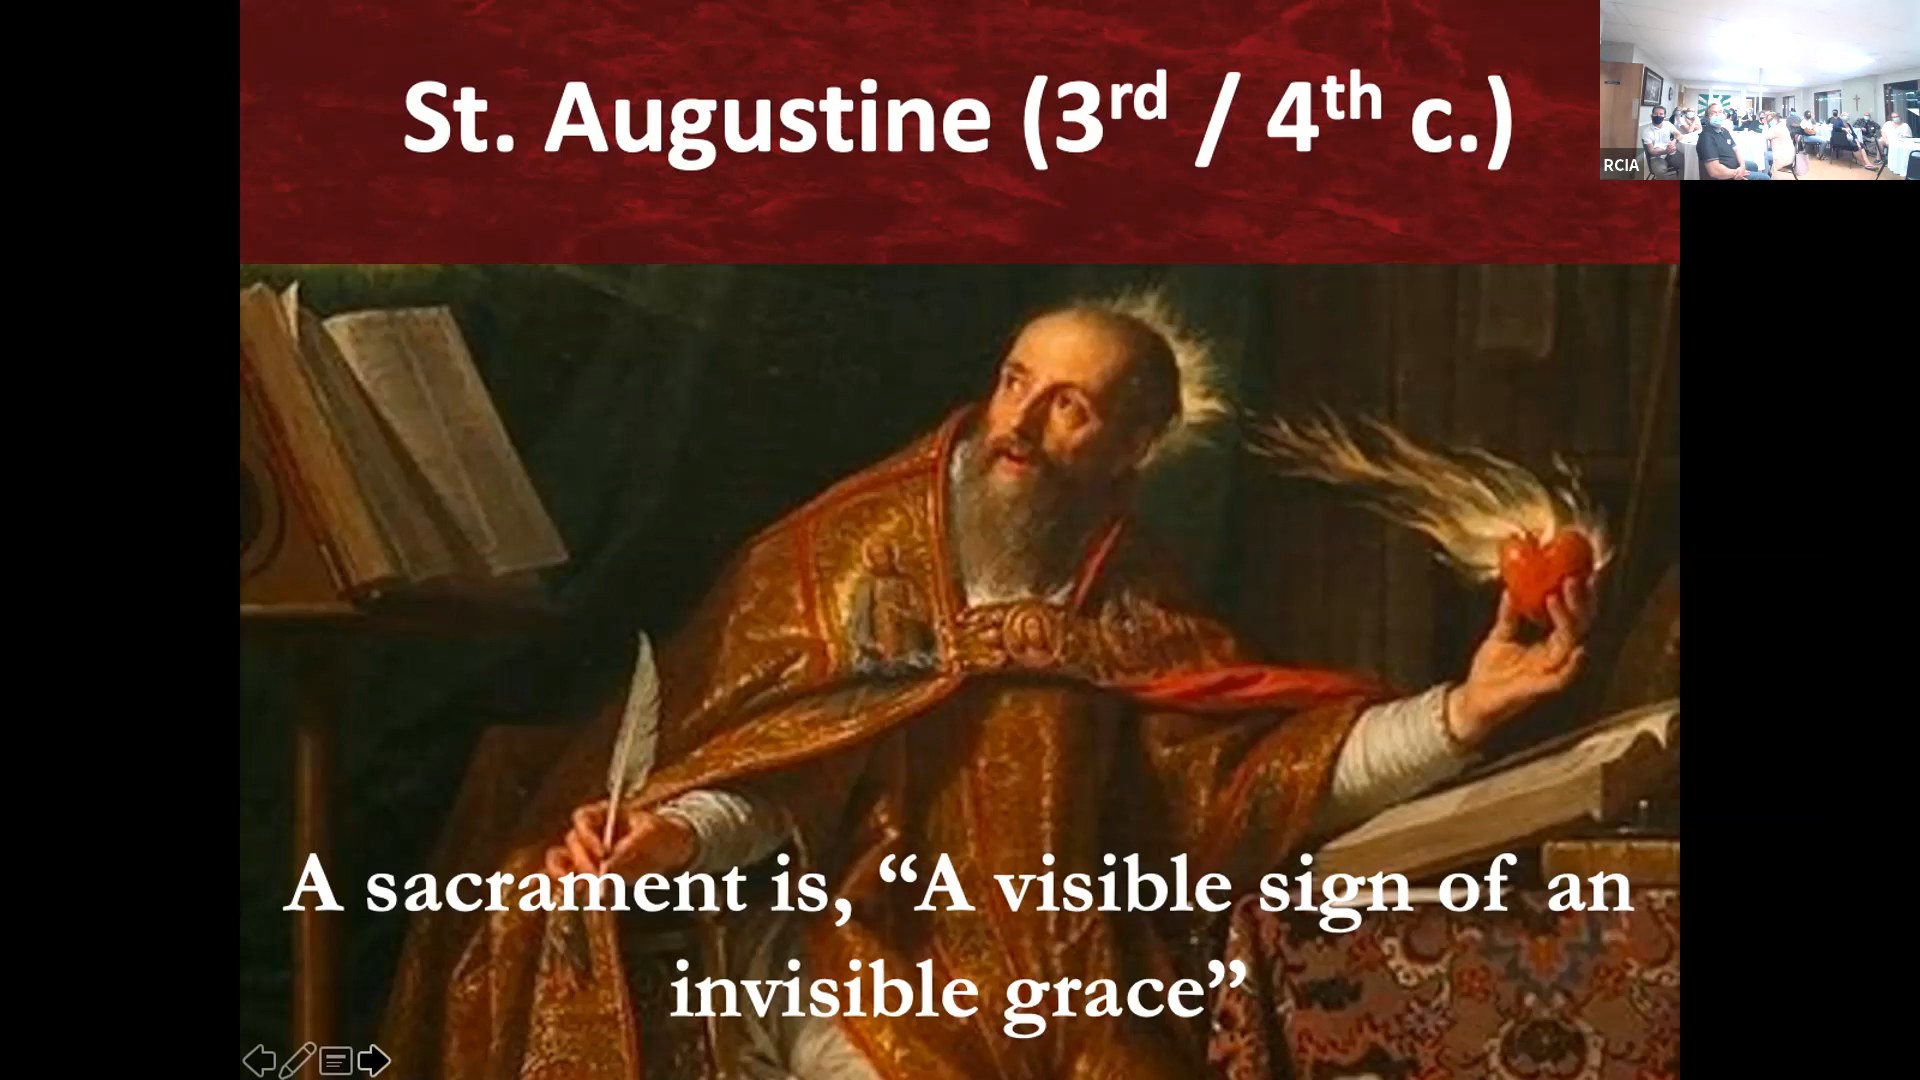 St. Augustine (3rd / 4th c.)
RCIA
A sacrament is, “A visible sign of an
invisible grace”